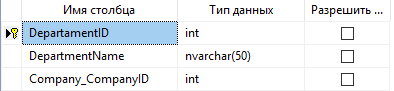 Имя столбца Тип данных Разрешить ...
DepartamentID int
DepartmentName nvarchar(50)
Company_CompanyID int